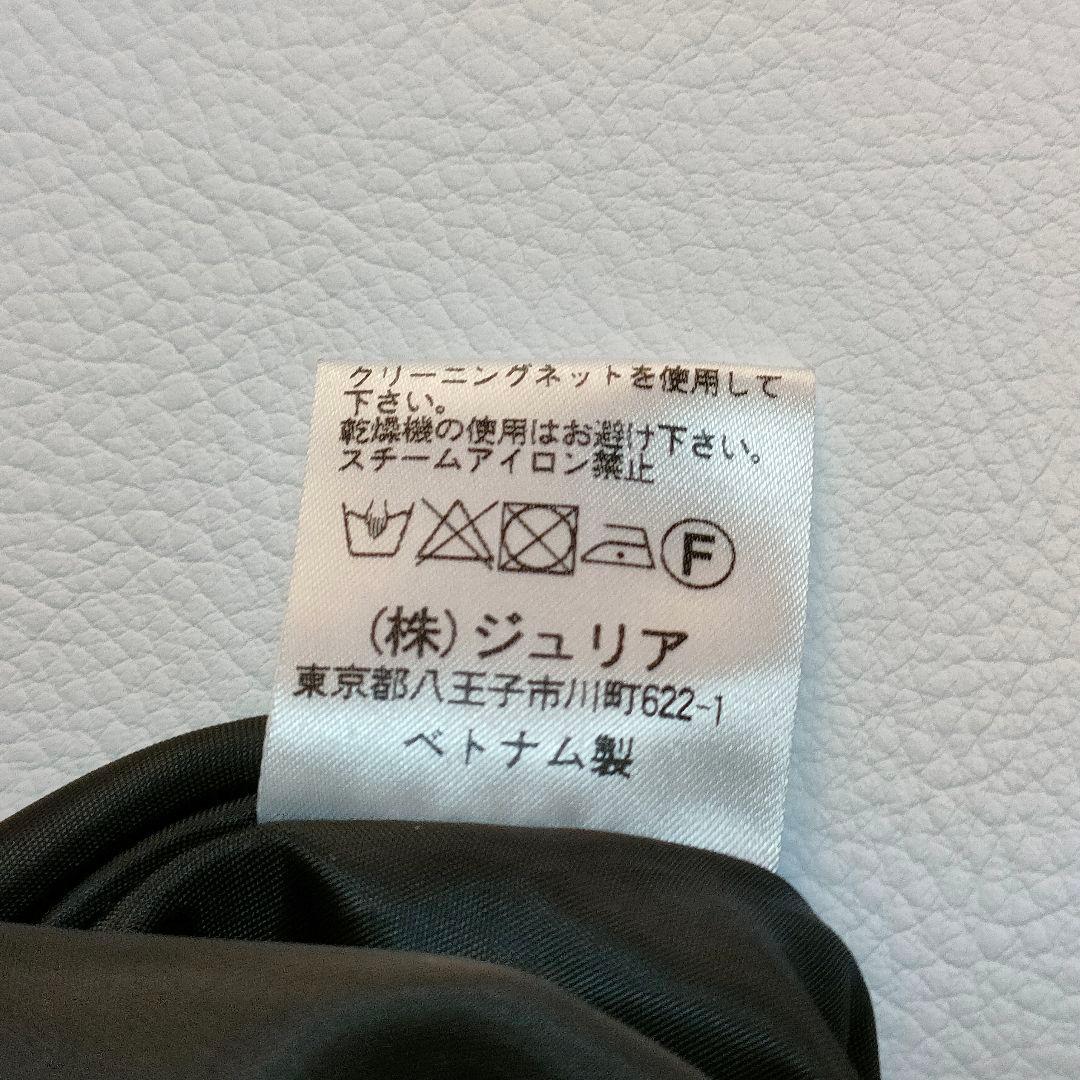 クリーニングネットを使用して
下さい。
乾燥機の使用はお避け下さい。
スチームアイロン禁止
F
(株)ジュリア
東京都八王子市川町622-1
ベトナム製